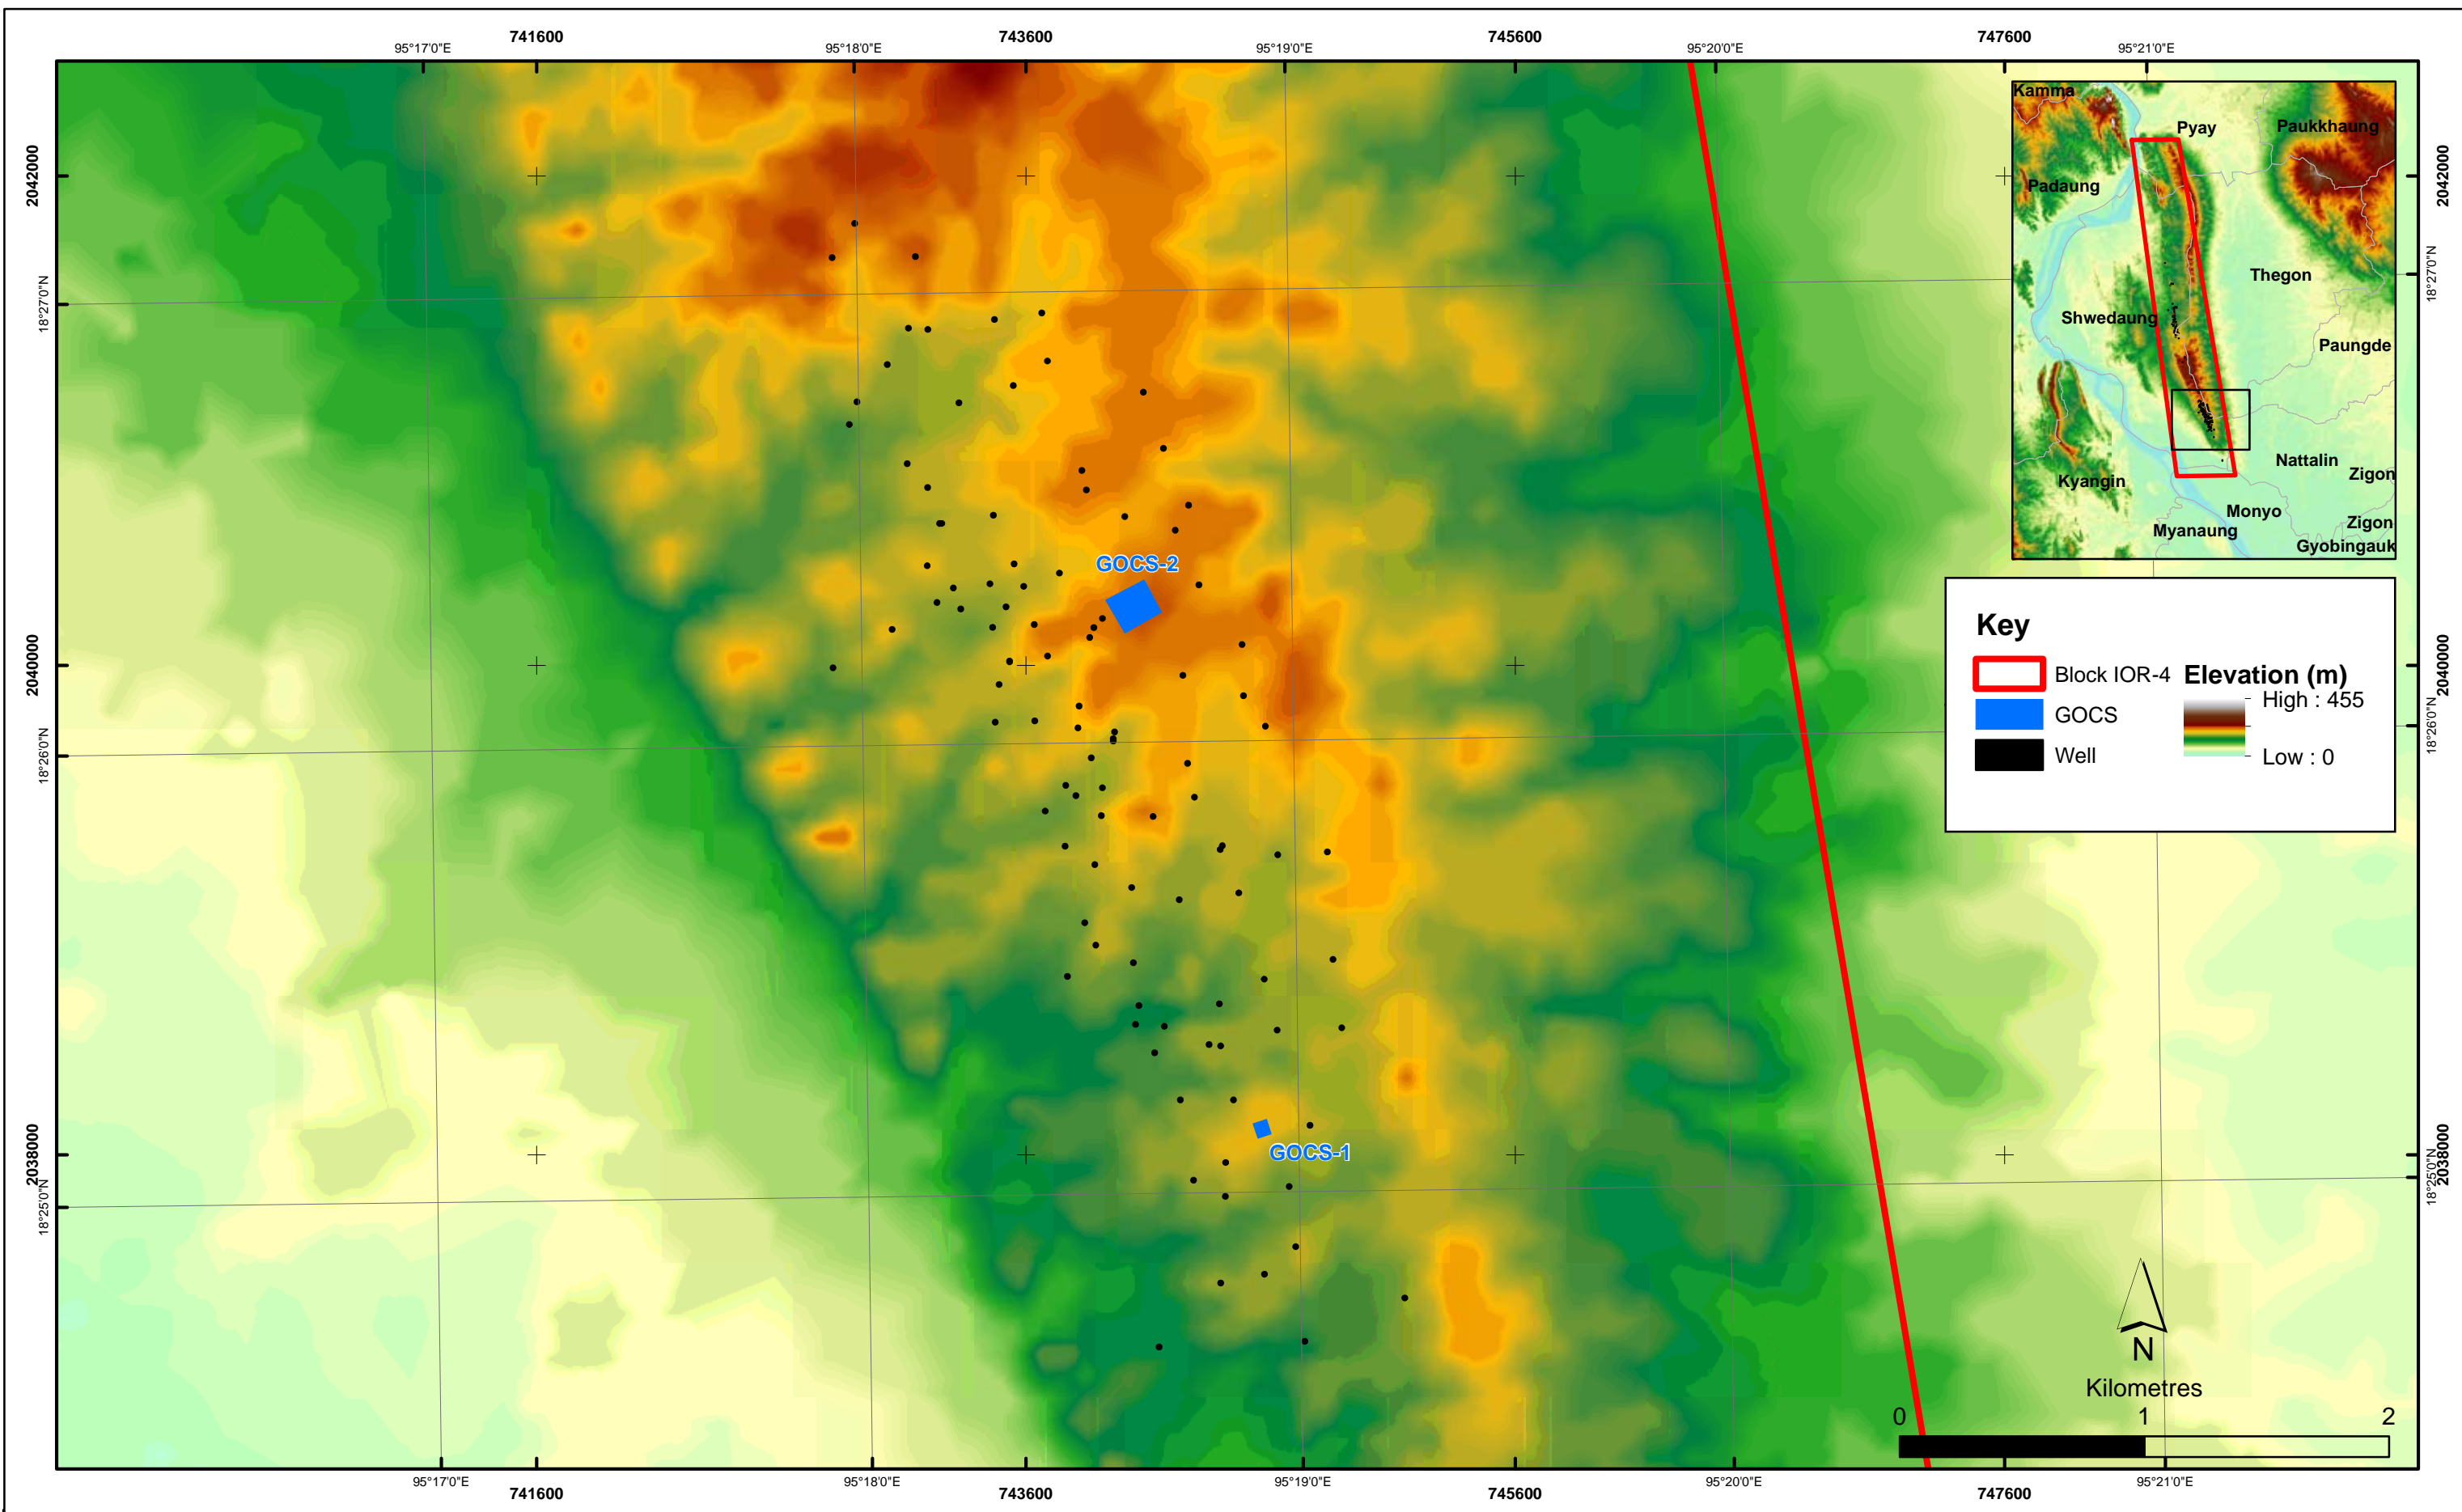 741600 743600 745600 747600
95°17'0"E 95°18'0"E 95°19'0"E 95°20'0"E 95°21'0"E
Kamma
Pyay
Paukkhaung
2042000 2042000
Padaung
18°27'0"N 18°27'0"N
Thegon
Shwedaung
Paungde
Nattalin
Zigon
Kyangin
Monyo
Zigon
Myanaung
Gyobingauk
GOCS-2
Key
2040000 2040000
Block IOR-4 Elevation (m)
High : 455
GOCS
Well
Low : 0
18°26'0"N 18°26'0"N
2038000 2038000
GOCS-1
18°25'0"N 18°25'0"N
N
Kilometres
0 1 2
95°17'0"E 95°18'0"E 95°19'0"E 95°20'0"E 95°21'0"E
741600 743600 745600 747600